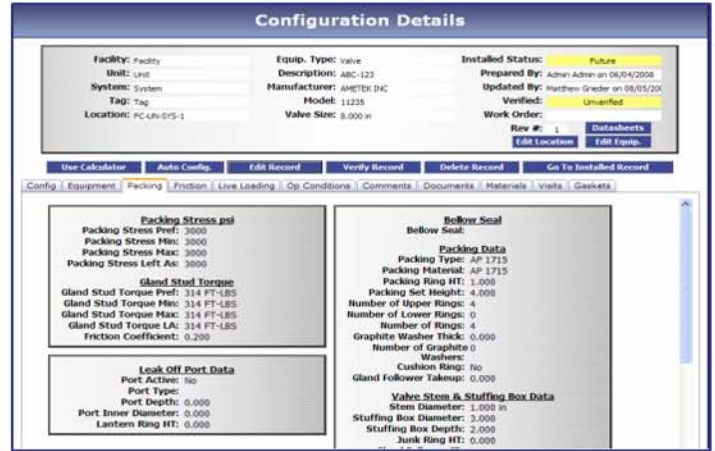 Configuration Details
Facility: Facility
Unit: Unit
System: System
Tag: Tag
Location: FC-UN-SYS-1
Equip. Type: Valve
Description: ABC-123
Manufacturer: AMETEK INC
Model: 11235
Valve Size: 8.000 in
Installed Status: Future
Prepared By: Admin Admin on 06/04/2008
Updated By: Matthew Grieder on 08/05/20
Verified: Unverified
Work Order:
Rev #: 1 Datasheets
Edit Location Edit Equip.
Use Calculator Auto Config. Edit Record Verify Record Delete Record Go To Installed Record
Config Equipment Packing Friction Live Loading Op Conditions Comments Documents Materials Visits Gaskets
Packing Stress psi
Packing Stress Pref: 3000
Packing Stress Min: 3000
Packing Stress Max: 3000
Packing Stress Left As: 3000
Gland Stud Torque
Gland Stud Torque Pref: 314 FT-LBS
Gland Stud Torque Min: 314 FT-LBS
Gland Stud Torque Max: 314 FT-LBS
Gland Stud Torque LA: 314 FT-LBS
Friction Coefficient: 0.200
Leak Off Port Data
Port Active: No
Port Type:
Port Depth: 0.000
Port Inner Diameter: 0.000
Lantern Ring HT: 0.000
Bellow Seal
Bellow Seal:
Packing Data
Packing Type: AP 1715
Packing Material: AP 1715
Packing Ring HT: 1.000
Packing Set Height: 4.000
Number of Upper Rings: 4
Number of Lower Rings: 0
Number of Rings: 4
Graphite Washer Thick: 0.000
Number of Graphite 0
Washers:
Cushion Ring: No
Gland Follower Takeup: 0.000
Valve Stem & Stuffing Box Data
Stem Diameter: 1.000 in
Stuffing Box Diameter: 3.000
Stuffing Box Depth: 2.000
Junk Ring HT: 0.000